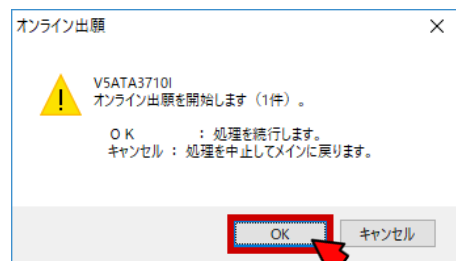 オンライン出願
V5ATA3710I
オンライン出願を開始します（1件）。
ＯＫ　　　：処理を続行します。
キャンセル：処理を中止してメインに戻ります。
OK
キャンセル